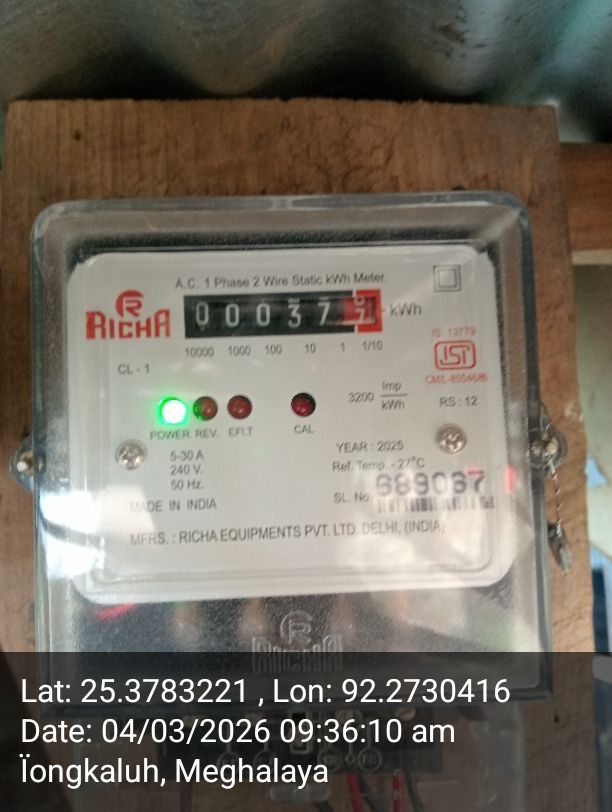 A.C. 1 Phase 2 Wire Static kWh Meter.
RICHA
0 0 0 3 7
kWh
10000 1000 100 10 1 1/10
IS 13779
ISI
CL - 1
3200 Imp/kWh
RS : 12
POWER REV. EFLT CAL
5-30 A
240 V.
50 Hz.
YEAR : 2025
Ref. Temp. - 27°C
SL. No. 689067
MADE IN INDIA
MFRS. : RICHA EQUIPMENTS PVT. LTD. DELHI, (INDIA)
RICHA
Lat: 25.3783221 , Lon: 92.2730416
Date: 04/03/2026 09:36:10 am
Ïongkaluh, Meghalaya